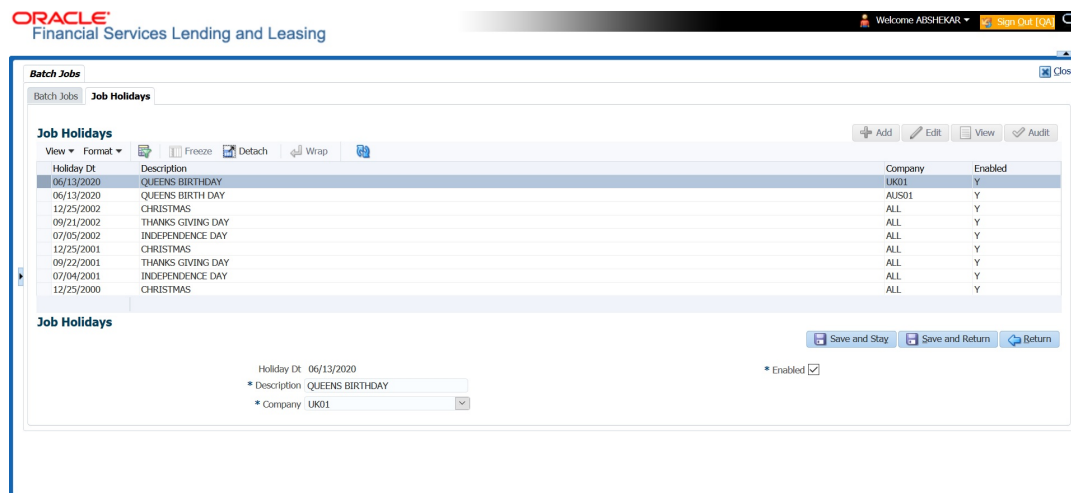 ORACLE
Financial Services Lending and Leasing
Welcome ABSHEKAR
Sign Out [QA]
Batch Jobs
Clos
Batch Jobs Job Holidays
Job Holidays
Add Edit View Audit
View Format Freeze Detach Wrap
Holiday Dt Description Company Enabled
06/13/2020 QUEENS BIRTHDAY UK01 Y
06/13/2020 QUEENS BIRTH DAY AUS01 Y
12/25/2002 CHRISTMAS ALL Y
09/21/2002 THANKS GIVING DAY ALL Y
07/05/2002 INDEPENDENCE DAY ALL Y
12/25/2001 CHRISTMAS ALL Y
09/22/2001 THANKS GIVING DAY ALL Y
07/04/2001 INDEPENDENCE DAY ALL Y
12/25/2000 CHRISTMAS ALL Y
Job Holidays
Save and Stay Save and Return Return
Holiday Dt 06/13/2020 * Enabled
* Description QUEENS BIRTHDAY
* Company UK01